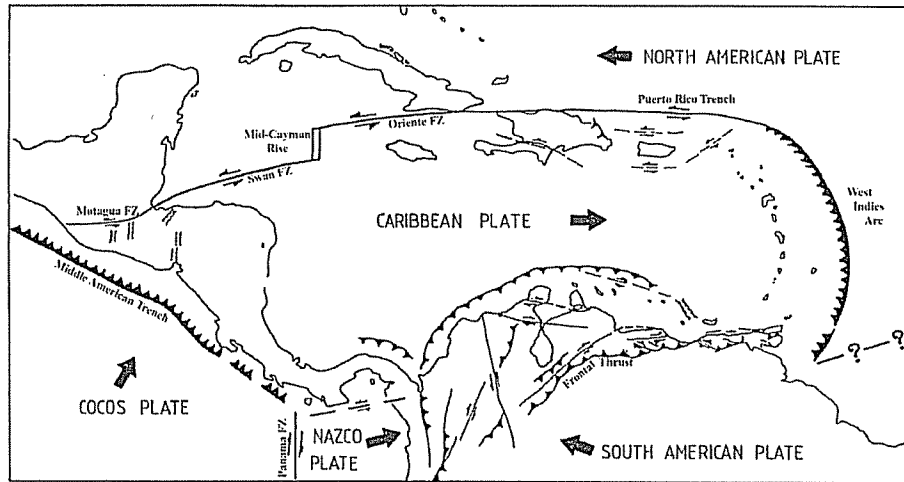 NORTH AMERICAN PLATE
Puerto Rico Trench
Oriente FZ
Mid-Cayman
Rise
Swan FZ
West
Indies
Arc
Motagua FZ
CARIBBEAN PLATE
Middle American Trench
? ?
Frontal Thrust
COCOS PLATE
Panama FZ
NAZCO
PLATE
SOUTH AMERICAN PLATE